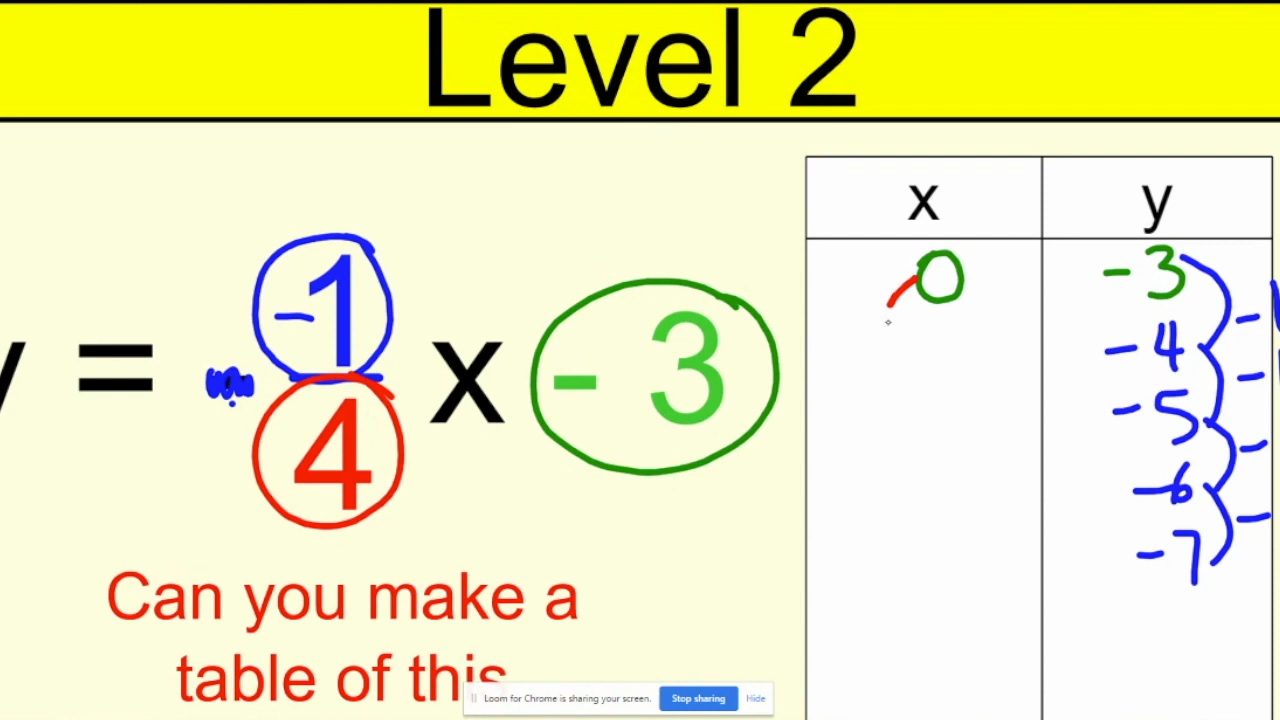 Level 2
x y
y = -1/4 x - 3
0 -3
-4
-5
-6
-7
Can you make a
table of this
Loom for Chrome is sharing your screen. Stop sharing Hide